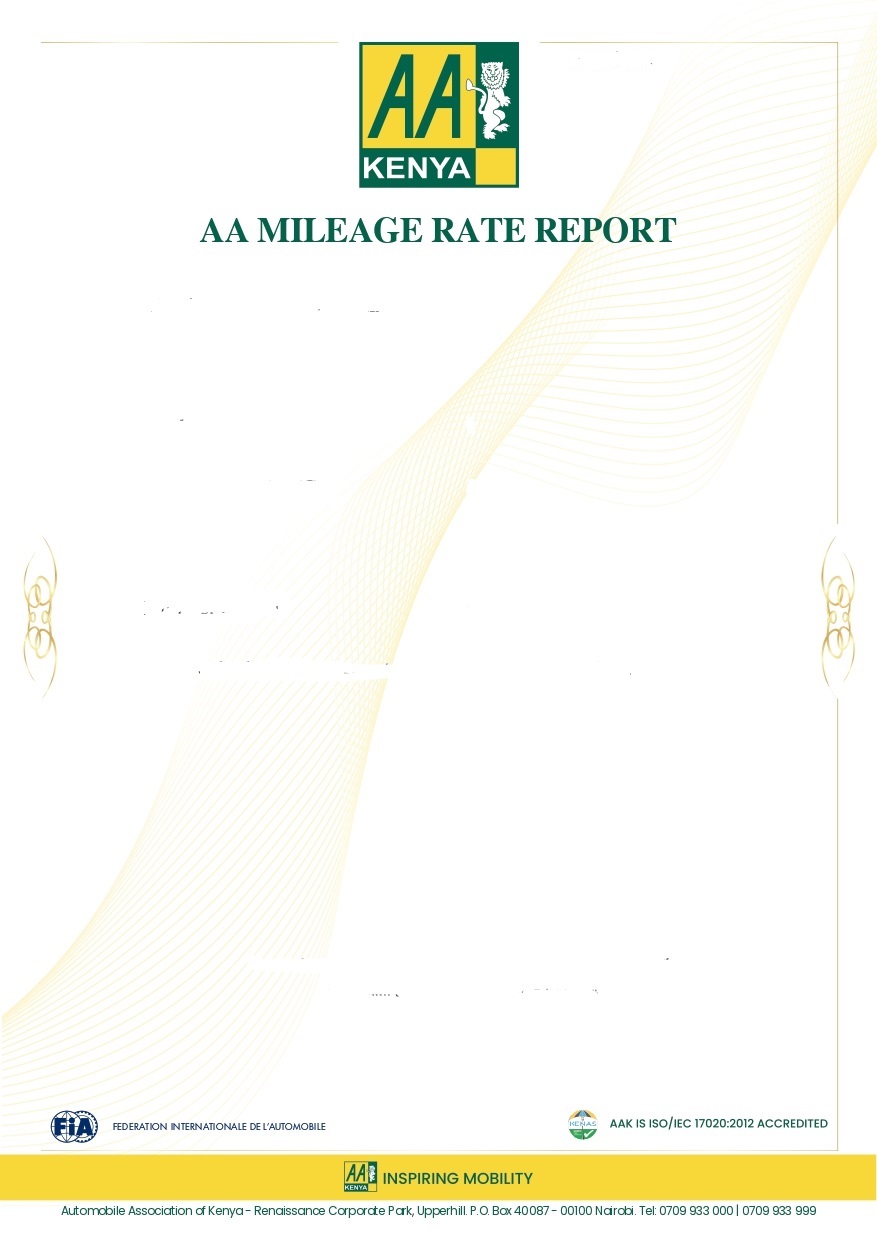 AA
KENYA
AA MILEAGE RATE REPORT
FiA
FEDERATION INTERNATIONALE DE L'AUTOMOBILE
KENAS
AAK IS ISO/IEC 17020:2012 ACCREDITED
AA
KENYA
INSPIRING MOBILITY
Automobile Association of Kenya - Renaissance Corporate Park, Upperhill. P.O. Box 40087 - 00100 Nairobi. Tel: 0709 933 000 | 0709 933 999